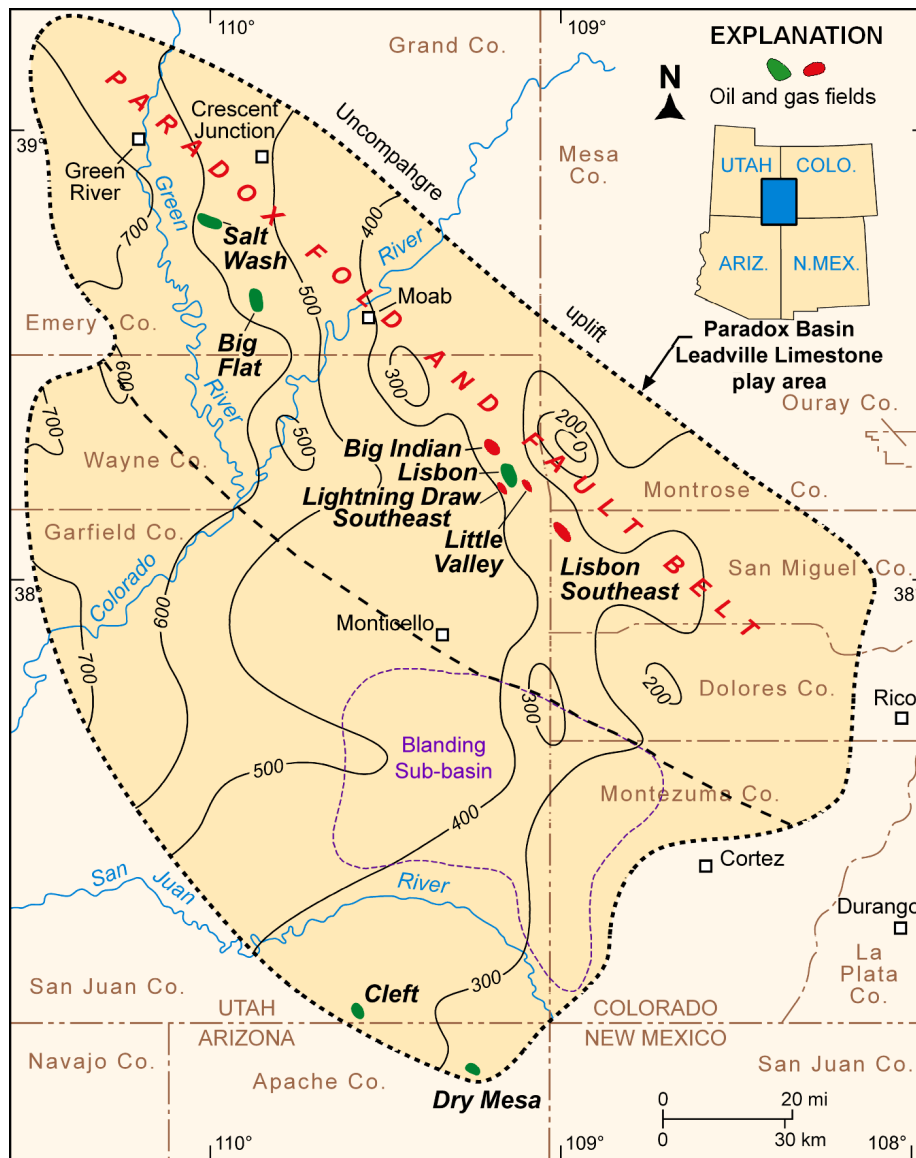 110°
109°
Grand Co.
EXPLANATION
Oil and gas fields
N
39°
PARADOX FOLD AND FAULT BELT
Crescent
Junction
Green
River
Uncompahgre
uplift
Mesa
Co.
UTAH
COLO.
ARIZ.
N.MEX.
Green
River
700
400
River
Salt
Wash
500
Moab
Emery Co.
Big
Flat
Paradox Basin
Leadville Limestone
play area
600
300
700
500
200
0
Ouray Co.
Wayne Co.
Big Indian
Lisbon
Lightning Draw
Southeast
Little
Valley
Montrose Co.
Garfield Co.
Lisbon
Southeast
San Miguel Co.
38°
38°
Colorado
600
Monticello
700
300
200
Dolores Co.
Rico
Blanding
Sub-basin
500
400
Montezuma Co.
Cortez
San Juan River
Durango
La
Plata
Co.
300
Cleft
San Juan Co.
UTAH
COLORADO
ARIZONA
NEW MEXICO
Navajo Co.
Apache Co.
San Juan Co.
Dry Mesa
0 20 mi
0 30 km
110°
109°
108°